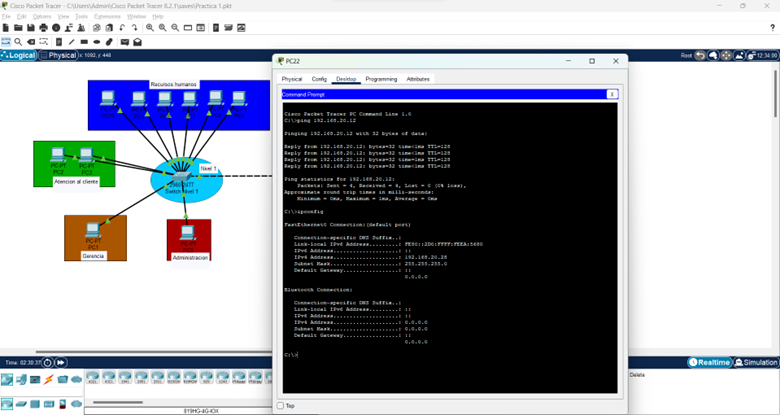 Cisco Packet Tracer - C:\Users\Admin\Cisco Packet Tracer 8.2.1\saves\Practica 1.pkt
File Edit Options View Tools Extensions Window Help
Logical Physical x: 1092, y: 448
Root 12:34:00
PC22
Physical Config Desktop Programming Attributes
Command Prompt X
Cisco Packet Tracer PC Command Line 1.0
C:\>ping 192.168.20.12
Pinging 192.168.20.12 with 32 bytes of data:
Reply from 192.168.20.12: bytes=32 time<1ms TTL=128
Reply from 192.168.20.12: bytes=32 time<1ms TTL=128
Reply from 192.168.20.12: bytes=32 time=1ms TTL=128
Reply from 192.168.20.12: bytes=32 time<1ms TTL=128
Ping statistics for 192.168.20.12:
Packets: Sent = 4, Received = 4, Lost = 0 (0% loss),
Approximate round trip times in milli-seconds:
Minimum = 0ms, Maximum = 1ms, Average = 0ms
C:\>ipconfig
FastEthernet0 Connection:(default port)
Connection-specific DNS Suffix..:
Link-local IPv6 Address.........: FE80::2D0:FFFF:FEEA:5680
IPv6 Address....................: ::
IPv4 Address....................: 192.168.20.28
Subnet Mask.....................: 255.255.255.0
Default Gateway.................: ::
0.0.0.0
Bluetooth Connection:
Connection-specific DNS Suffix..:
Link-local IPv6 Address.........: ::
IPv6 Address....................: ::
IPv4 Address....................: 0.0.0.0
Subnet Mask.....................: 0.0.0.0
Default Gateway.................: ::
0.0.0.0
C:\>
Top
Recursos humanos
Nivel 1
2960-24TT
Switch Nivel 1
PC-PT
PC2
PC-PT
PC3
Atencion al cliente
PC-PT
PC1
Gerencia
PC-PT
Administracion
Time: 02:30:37
Realtime Simulation
819HG-4G-IOX
Delete